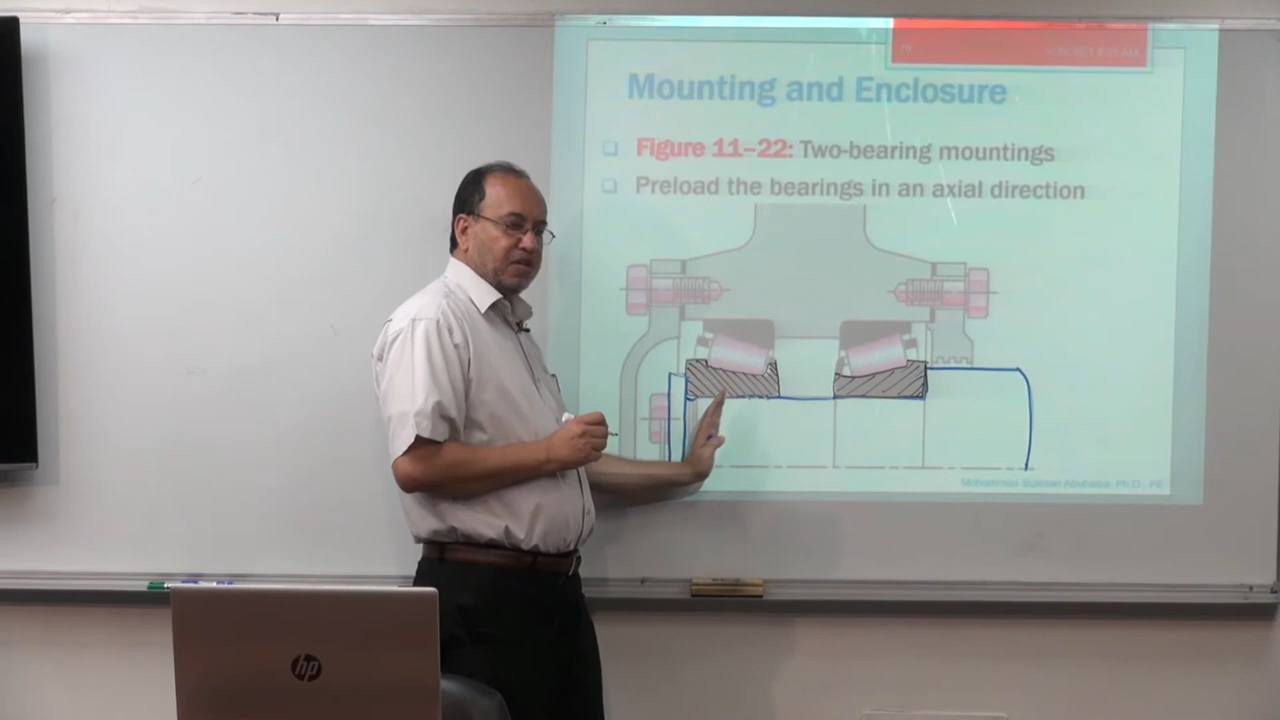 79
Mounting and Enclosure
Figure 11–22: Two-bearing mountings
Preload the bearings in an axial direction
Mohammad Suliman Abuhaiba, Ph.D., PE
hp